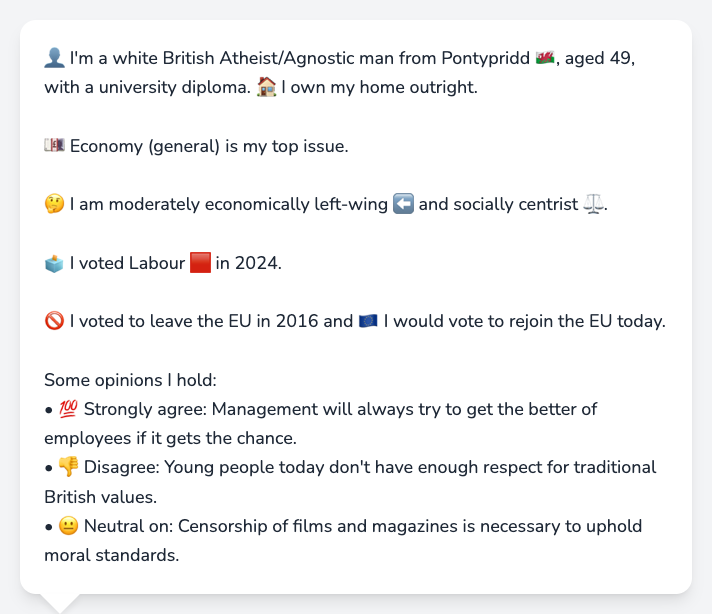 👤 I'm a white British Atheist/Agnostic man from Pontypridd 🏴󠁧󠁢󠁷󠁬󠁳󠁿, aged 49,
with a university diploma. 🏠 I own my home outright.
💷 Economy (general) is my top issue.
🤔 I am moderately economically left-wing ⬅️ and socially centrist ⚖️.
🗳️ I voted Labour 🟥 in 2024.
🚫 I voted to leave the EU in 2016 and 🇪🇺 I would vote to rejoin the EU today.
Some opinions I hold:
• 💯 Strongly agree: Management will always try to get the better of
employees if it gets the chance.
• 👎 Disagree: Young people today don't have enough respect for traditional
British values.
• 😐 Neutral on: Censorship of films and magazines is necessary to uphold
moral standards.